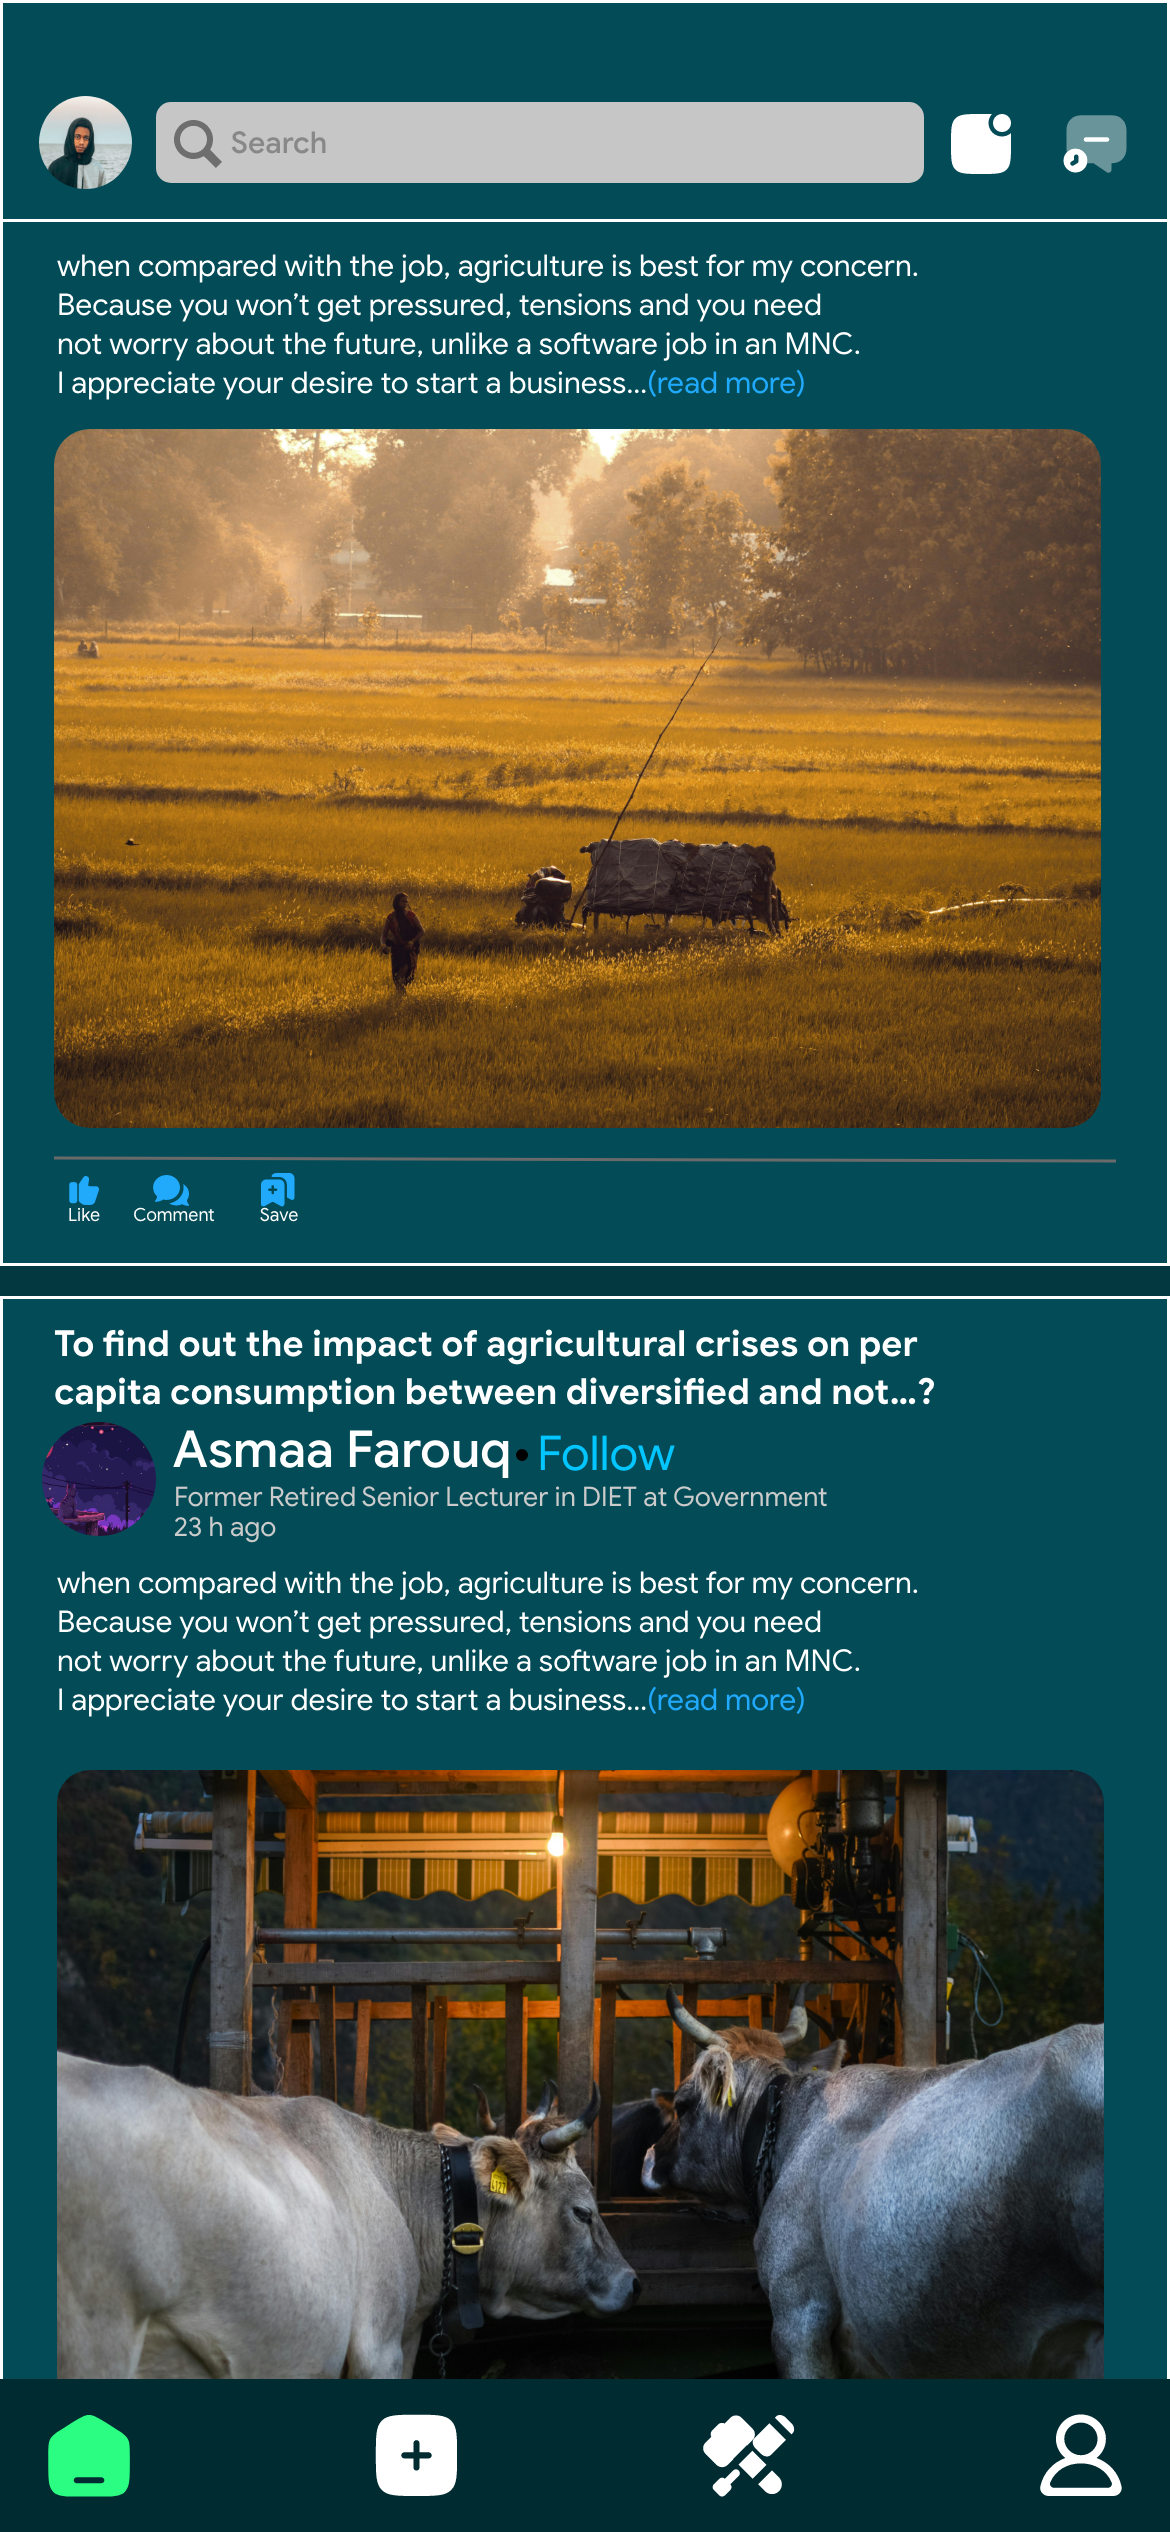 Search
when compared with the job, agriculture is best for my concern.
Because you won’t get pressured, tensions and you need
not worry about the future, unlike a software job in an MNC.
I appreciate your desire to start a business...(read more)
Like Comment Save
To find out the impact of agricultural crises on per
capita consumption between diversified and not...?
Asmaa Farouq • Follow
Former Retired Senior Lecturer in DIET at Government
23 h ago
when compared with the job, agriculture is best for my concern.
Because you won’t get pressured, tensions and you need
not worry about the future, unlike a software job in an MNC.
I appreciate your desire to start a business...(read more)